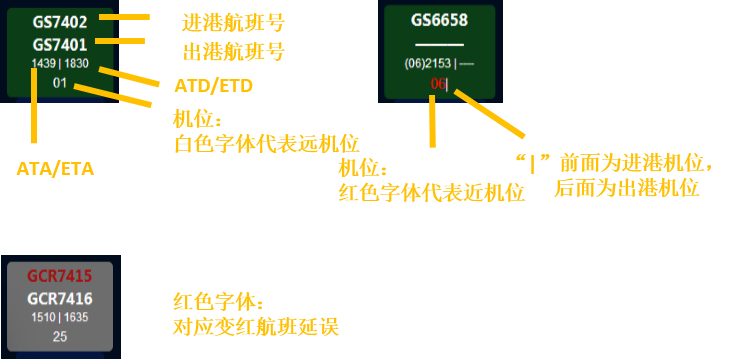 GS7402
进港航班号
GS7401
出港航班号
1439 | 1830
ATD/ETD
01
机位：
白色字体代表远机位
ATA/ETA
GS6658
———
(06)2153 | —
06|
机位：
红色字体代表近机位
“|”前面为进港机位，
后面为出港机位
GCR7415
GCR7416
1510 | 1635
25
红色字体：
对应变红航班延误